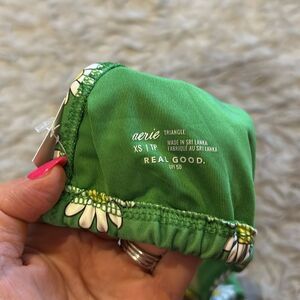 aerie TRIANGLE
XS | TP
MADE IN SRI LANKA
FABRIQUÉ AU SRI LANKA
REAL GOOD.
UPF 50